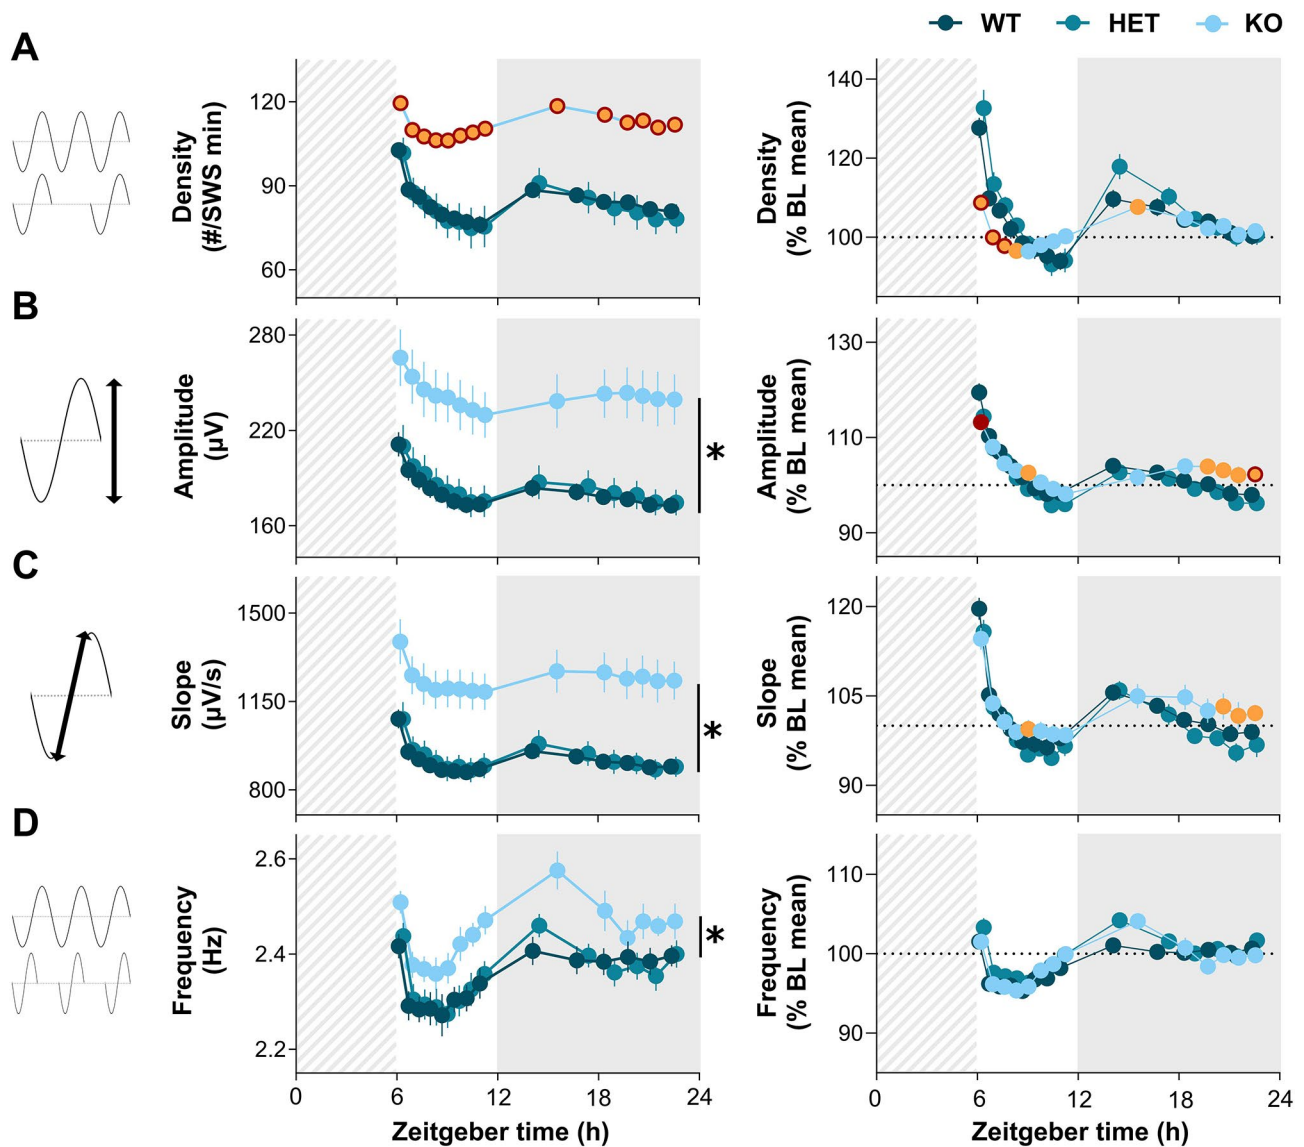 WT HET KO
A
Density
(#/SWS min)
120
90
60
Density
(% BL mean)
140
120
100
B
Amplitude
(µV)
280
220
160
*
Amplitude
(% BL mean)
130
110
90
C
Slope
(µV/s)
1500
1150
800
*
Slope
(% BL mean)
120
105
90
D
Frequency
(Hz)
2.6
2.4
2.2
*
0 6 12 18 24
Zeitgeber time (h)
Frequency
(% BL mean)
110
100
90
0 6 12 18 24
Zeitgeber time (h)